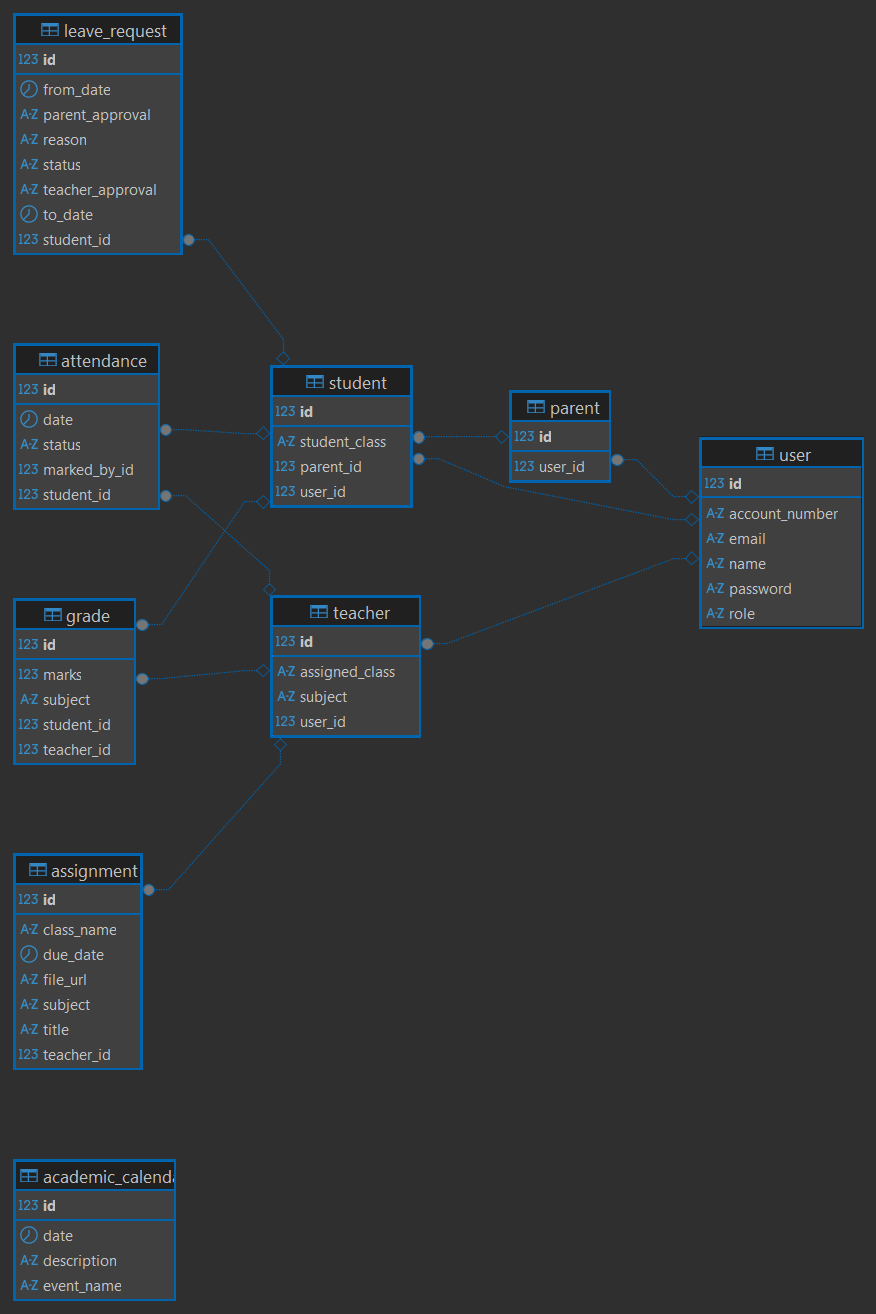 leave_request
123 id
from_date
A-Z parent_approval
A-Z reason
A-Z status
A-Z teacher_approval
to_date
123 student_id
attendance
123 id
date
A-Z status
123 marked_by_id
123 student_id
student
123 id
A-Z student_class
123 parent_id
123 user_id
parent
123 id
123 user_id
user
123 id
A-Z account_number
A-Z email
A-Z name
A-Z password
A-Z role
grade
123 id
123 marks
A-Z subject
123 student_id
123 teacher_id
teacher
123 id
A-Z assigned_class
A-Z subject
123 user_id
assignment
123 id
A-Z class_name
due_date
A-Z file_url
A-Z subject
A-Z title
123 teacher_id
academic_calenda
123 id
date
A-Z description
A-Z event_name